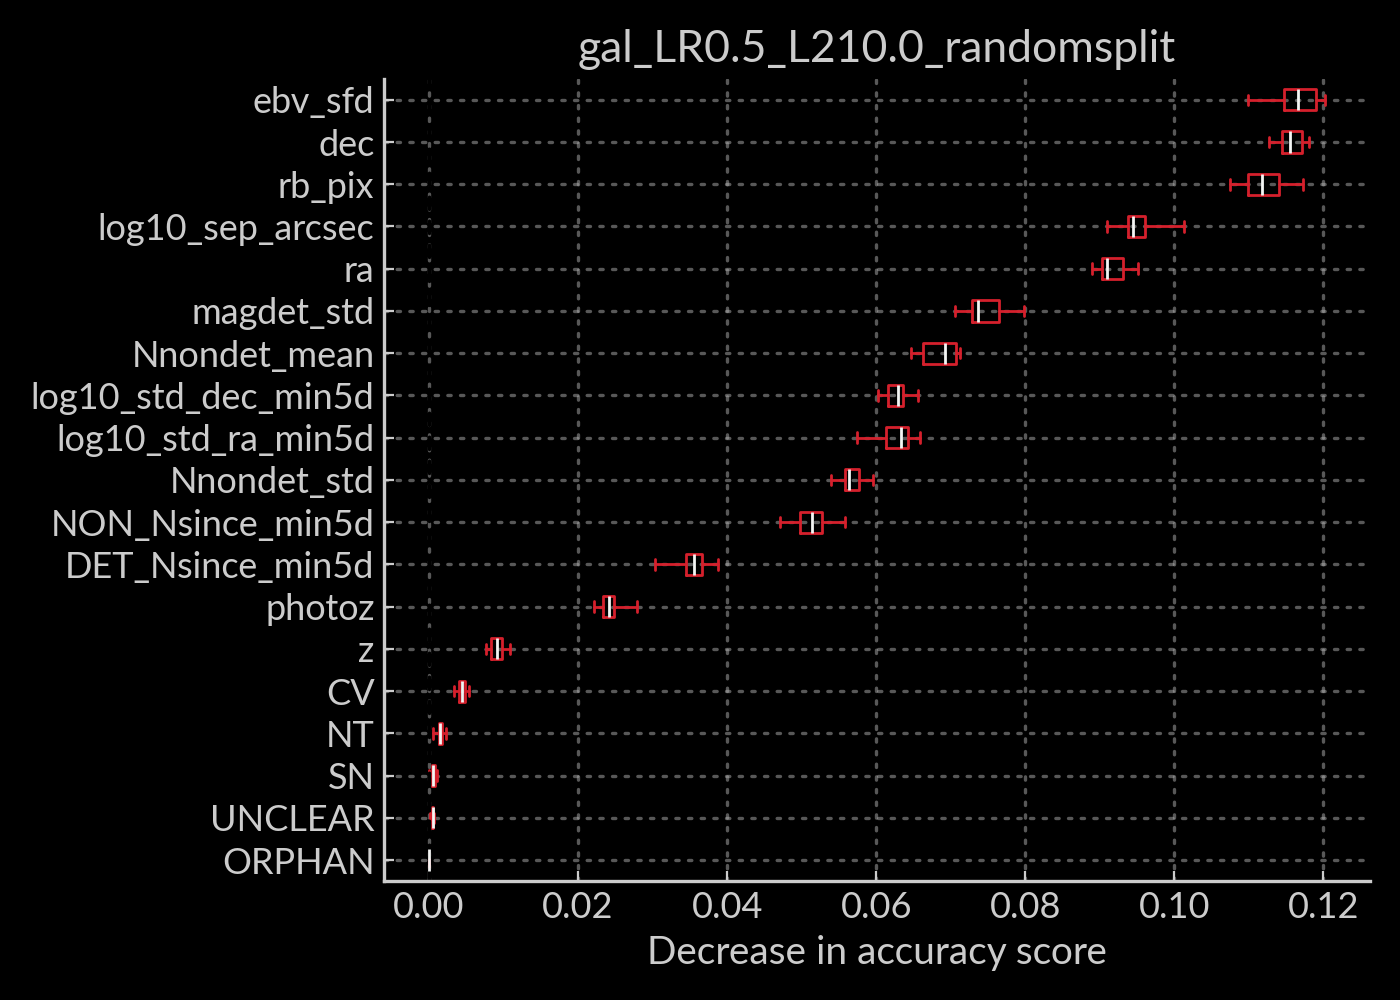 gal_LR0.5_L210.0_randomsplit
ebv_sfd
dec
rb_pix
log10_sep_arcsec
ra
magdet_std
Nnondet_mean
log10_std_dec_min5d
log10_std_ra_min5d
Nnondet_std
NON_Nsince_min5d
DET_Nsince_min5d
photoz
z
CV
NT
SN
UNCLEAR
ORPHAN
0.00 0.02 0.04 0.06 0.08 0.10 0.12
Decrease in accuracy score